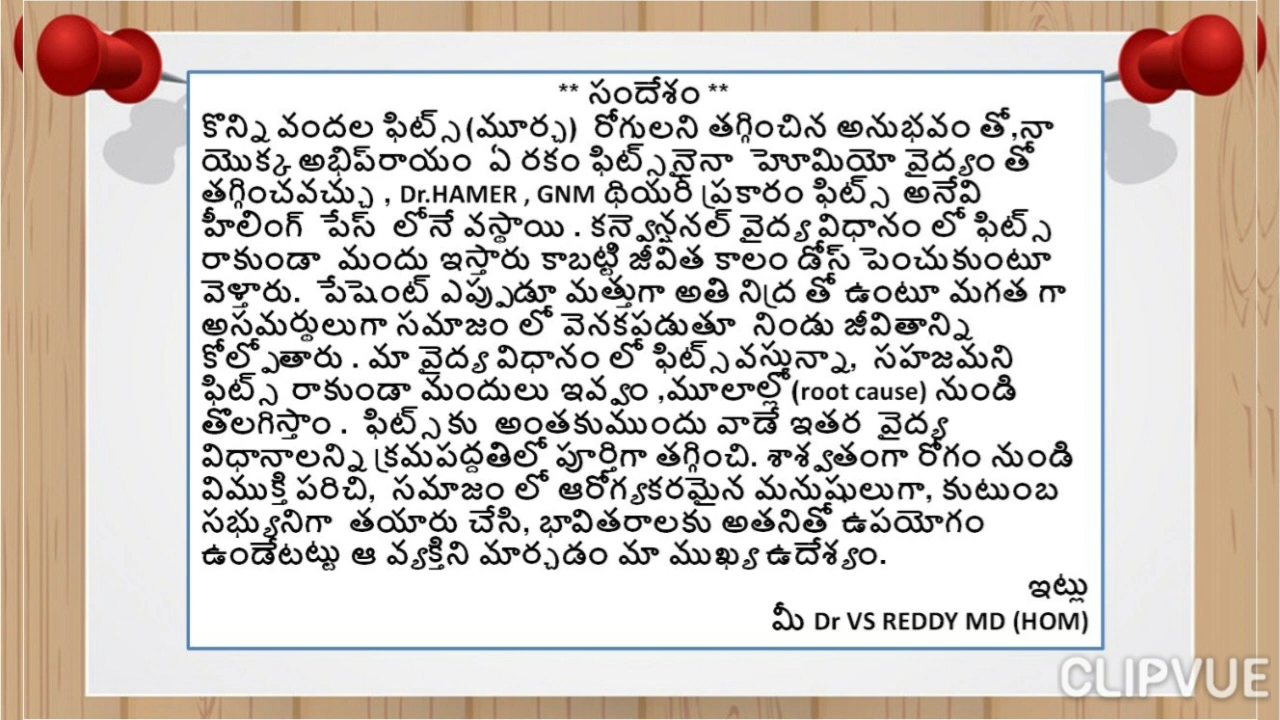 ** సందేశం **
కొన్ని వందల ఫిట్స్(మూర్ఛ) రోగులని తగ్గించిన అనుభవం తో,నా
యొక్క అభిప్‌రాయం ఏ రకం ఫిట్స్‌నైనా హెూమియో వైద్యం తో
తగ్గించవచ్చు , Dr.HAMER , GNM థియరీ ప్రకారం ఫిట్స్ అనేవి
హీలింగ్ పేస్ లోనే వస్థాయి . కన్వెన్షనల్ వైద్య విధానం లో ఫిట్స్
రాకుండా మందు ఇస్తారు కాబట్టి జీవిత కాలం డోస్ పెంచుకుంటూ
వెళ్తారు. పేషెంట్ ఎప్పుడూ మత్తుగా అతి నిద్ర తో ఉంటూ మగత గా
అసమర్థులుగా సమాజం లో వెనకపడుతూ నిండు జీవితాన్ని
కోల్పోతారు . మా వైద్య విధానం లో ఫిట్స్ వస్తున్నా, సహజమని
ఫిట్స్ రాకుండా మందులు ఇవ్వం ,మూలాల్లో (root cause) నుండి
తొలగిస్తాం . ఫిట్స్ కు అంతకుముందు వాడే ఇతర వైద్య
విధానాలన్ని క్రమపద్దతిలో పూర్తిగా తగ్గించి. శాశ్వతంగా రోగం నుండి
విముక్తి పరిచి, సమాజం లో ఆరోగ్యకరమైన మనుషులుగా, కుటుంబ
సభ్యునిగా తయారు చేసి, భావితరాలకు అతనితో ఉపయోగం
ఉండేటట్టు ఆ వ్యక్తిని మార్చడం మా ముఖ్య ఉదేశ్యం.
ఇట్లు
మీ Dr VS REDDY MD (HOM)
CLIPVUE